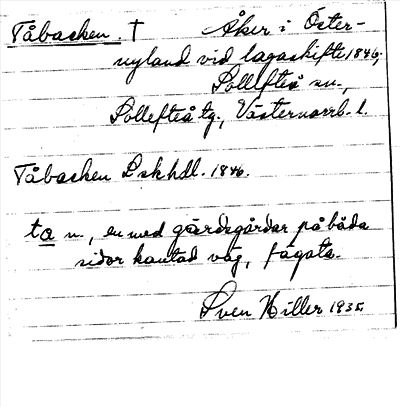 Tåbacken. † Åker i Öster-
nyland vid lagaskifte 1846,
Sollefteå sn.,
Sollefteå tg., Västernorrl. l.
Tåbacken Lskhdl. 1846.
ta n., en med gärdsgårdar på båda
sidor kantad väg, fägata.
Sven Hiller 1935